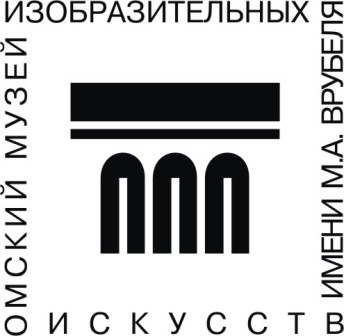 ОМСКИЙ МУЗЕЙ
ИЗОБРАЗИТЕЛЬНЫХ
ИСКУССТВ
ИМЕНИ М.А. ВРУБЕЛЯ